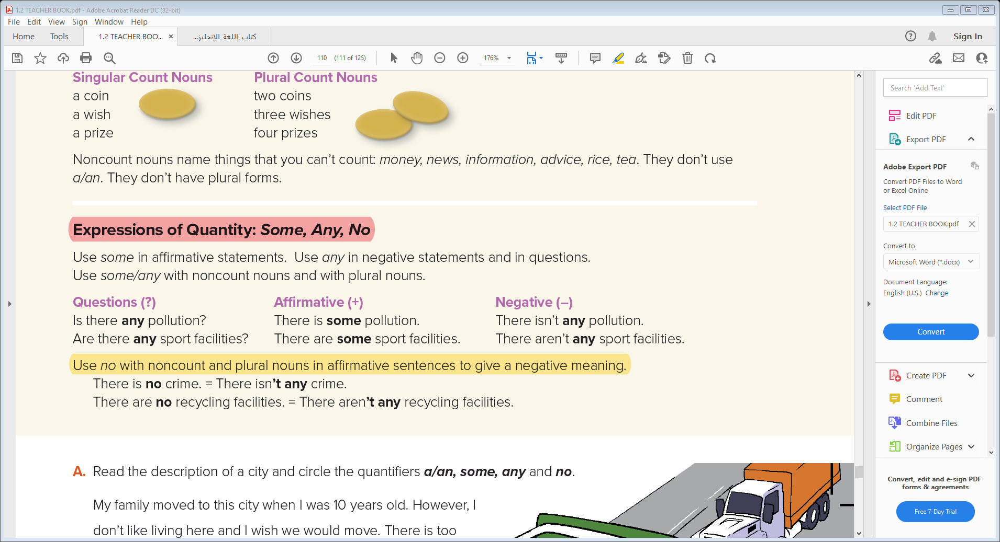 1.2 TEACHER BOOK.pdf - Adobe Acrobat Reader DC (32-bit)
File Edit View Sign Window Help
Home Tools 1.2 TEACHER BOO... × كتاب_اللغة_الإنجليز... Sign In
110 (111 of 125) 176%
Singular Count Nouns Plural Count Nouns
a coin two coins
a wish three wishes
a prize four prizes
Noncount nouns name things that you can’t count: money, news, information, advice, rice, tea. They don’t use
a/an. They don’t have plural forms.
Expressions of Quantity: Some, Any, No
Use some in affirmative statements. Use any in negative statements and in questions.
Use some/any with noncount nouns and with plural nouns.
Questions (?) Affirmative (+) Negative (–)
Is there any pollution? There is some pollution. There isn’t any pollution.
Are there any sport facilities? There are some sport facilities. There aren’t any sport facilities.
Use no with noncount and plural nouns in affirmative sentences to give a negative meaning.
There is no crime. = There isn’t any crime.
There are no recycling facilities. = There aren’t any recycling facilities.
A. Read the description of a city and circle the quantifiers a/an, some, any and no.
My family moved to this city when I was 10 years old. However, I
don’t like living here and I wish we would move. There is too
Search 'Add Text'
Edit PDF
Export PDF
Adobe Export PDF
Convert PDF Files to Word
or Excel Online
Select PDF File
1.2 TEACHER BOOK.pdf
Convert to
Microsoft Word (*.docx)
Document Language:
English (U.S.) Change
Convert
Create PDF
Comment
Combine Files
Organize Pages
Convert, edit and e-sign PDF
forms & agreements
Free 7-Day Trial